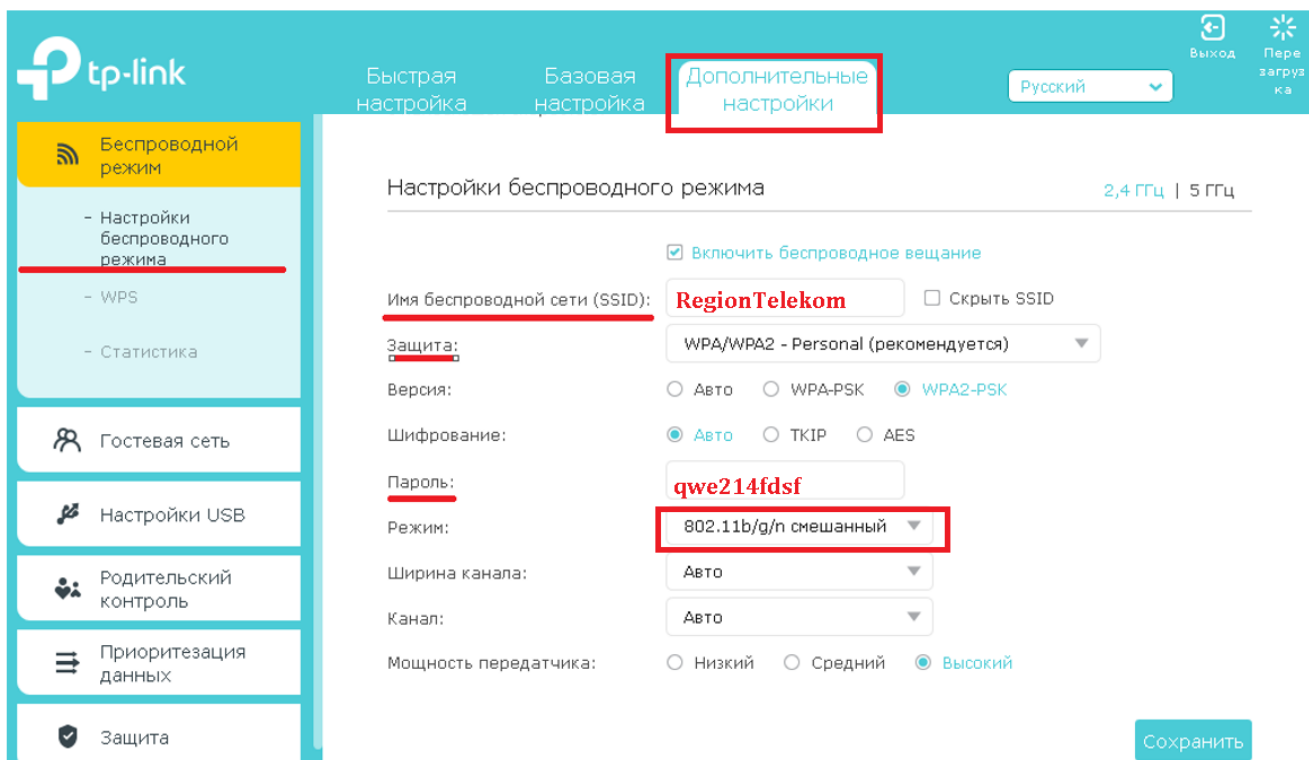 Выход
Пере
загруз
ка
tp-link
Быстрая
настройка
Базовая
настройка
Дополнительные
настройки
Русский
Беспроводной
режим
- Настройки
беспроводного
режима
- WPS
- Статистика
Гостевая сеть
Настройки USB
Родительский
контроль
Приоритезация
данных
Защита
Настройки беспроводного режима
2,4 ГГц | 5 ГГц
Включить беспроводное вещание
Имя беспроводной сети (SSID): RegionTelekom Скрыть SSID
Защита: WPA/WPA2 - Personal (рекомендуется)
Версия: Авто WPA-PSK WPA2-PSK
Шифрование: Авто TKIP AES
Пароль: qwe214fdsf
Режим: 802.11b/g/n смешанный
Ширина канала: Авто
Канал: Авто
Мощность передатчика: Низкий Средний Высокий
Сохранить